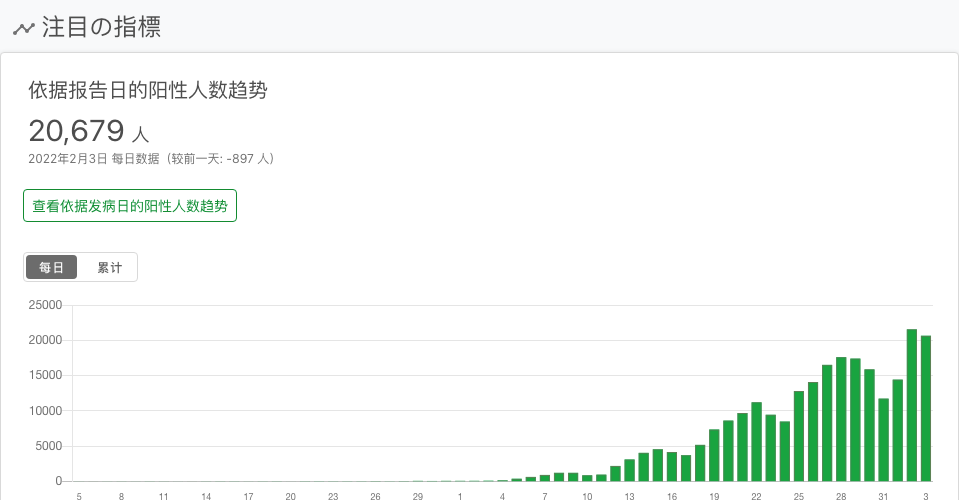 注目の指標
依据报告日的阳性人数趋势
20,679 人
2022年2月3日 每日数据（较前一天: -897 人）
查看依据发病日的阳性人数趋势
每日 累计
25000
20000
15000
10000
5000
0
5 8 11 14 17 20 23 26 29 1 4 7 10 13 16 19 22 25 28 31 3